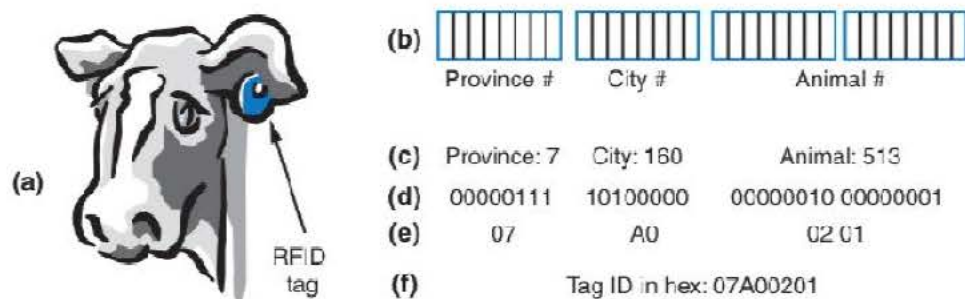 (a)
RFID
tag
(b)
Province # City # Animal #
(c) Province: 7 City: 160 Animal: 513
(d) 00000111 10100000 00000010 00000001
(e) 07 A0 02 01
(f) Tag ID in hex: 07A00201